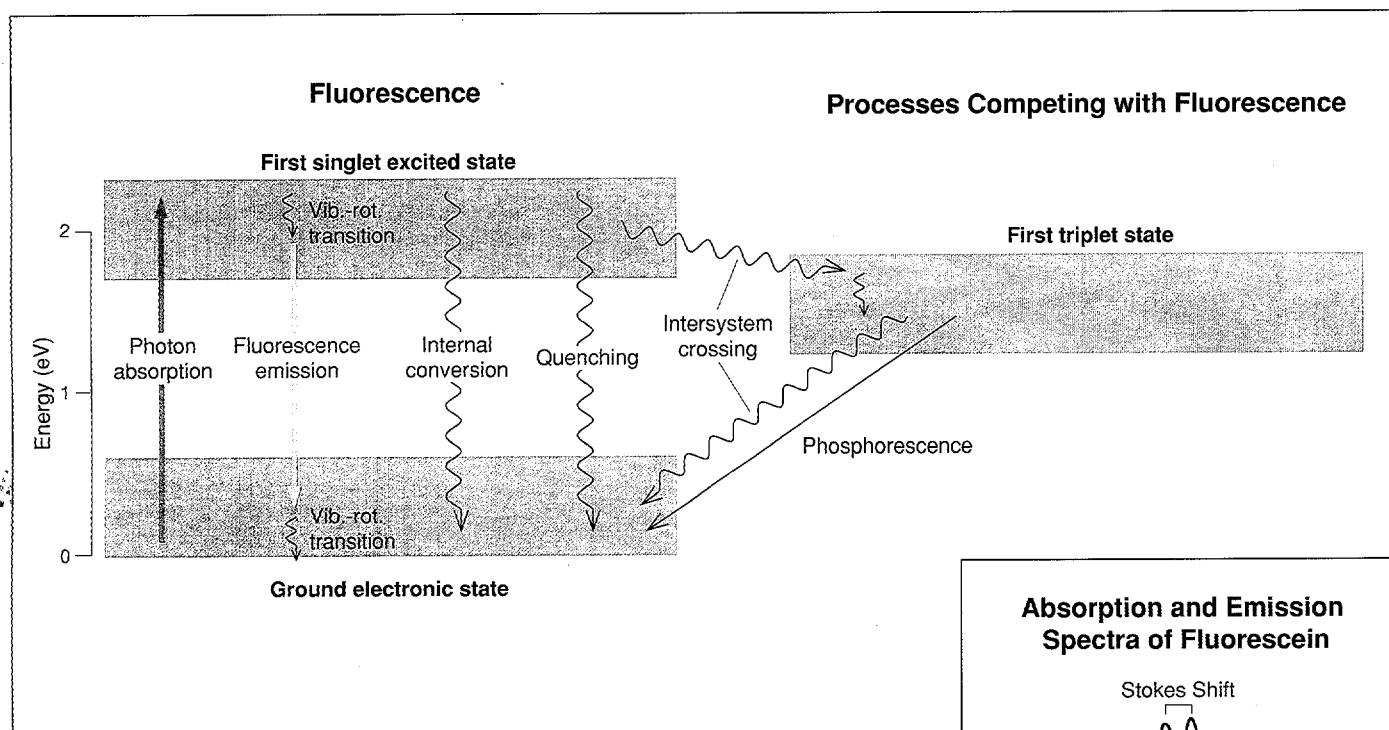 Fluorescence
Processes Competing with Fluorescence
First singlet excited state
Vib.-rot.
transition
First triplet state
2
1
0
Energy (eV)
Photon
absorption
Fluorescence
emission
Internal
conversion
Quenching
Intersystem
crossing
Phosphorescence
Vib.-rot.
transition
Ground electronic state
Absorption and Emission
Spectra of Fluorescein
Stokes Shift